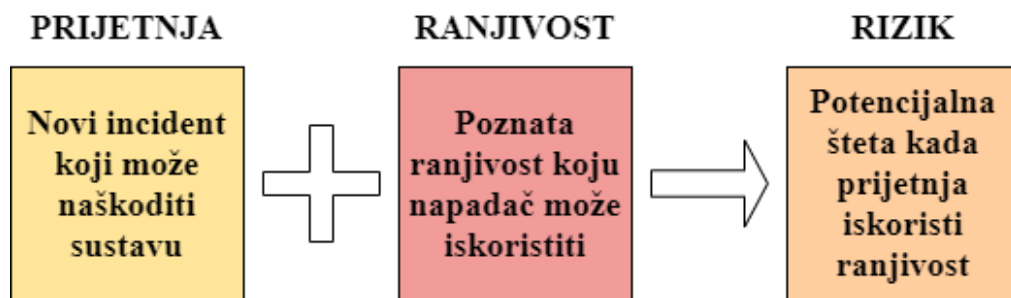 PRIJETNJA
RANJIVOST
RIZIK
Novi incident
koji može
naškoditi
sustavu
Poznata
ranjivost koju
napadač može
iskoristiti
Potencijalna
šteta kada
prijetnja
iskoristi
ranjivost